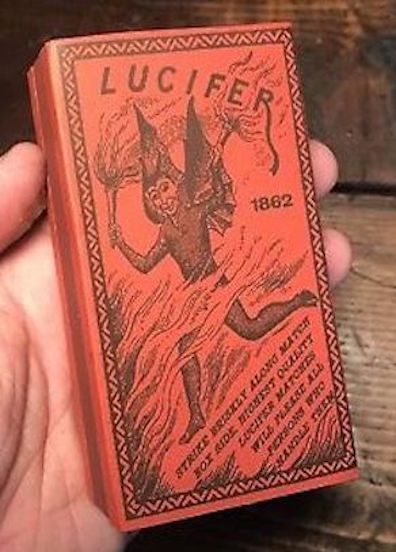 LUCIFER
1862
STRIKE BRISKLY ALONG MATCH
BOX SIDE HIGHEST QUALITY
LUCIFER MATCHES
WILL PLEASE ALL
PERSONS WHO
HANDLE THEM